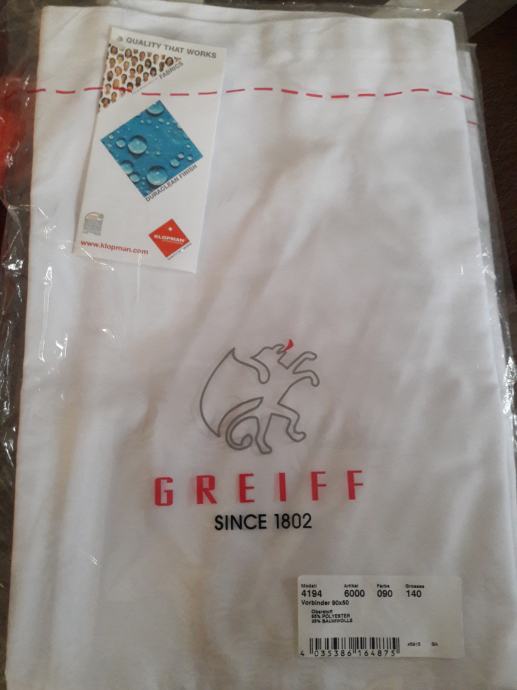 a QUALITY THAT WORKS
FABRICS
DURACLEAN FINISH
KLOPMAN
www.klopman.com
GREIFF
SINCE 1802
Modell Artikel Farbe Grösse
4194 6000 090 140
Vorbinder 90x50
Oberstoff
65% POLYESTER
35% BAUMWOLLE
4 035386 164875